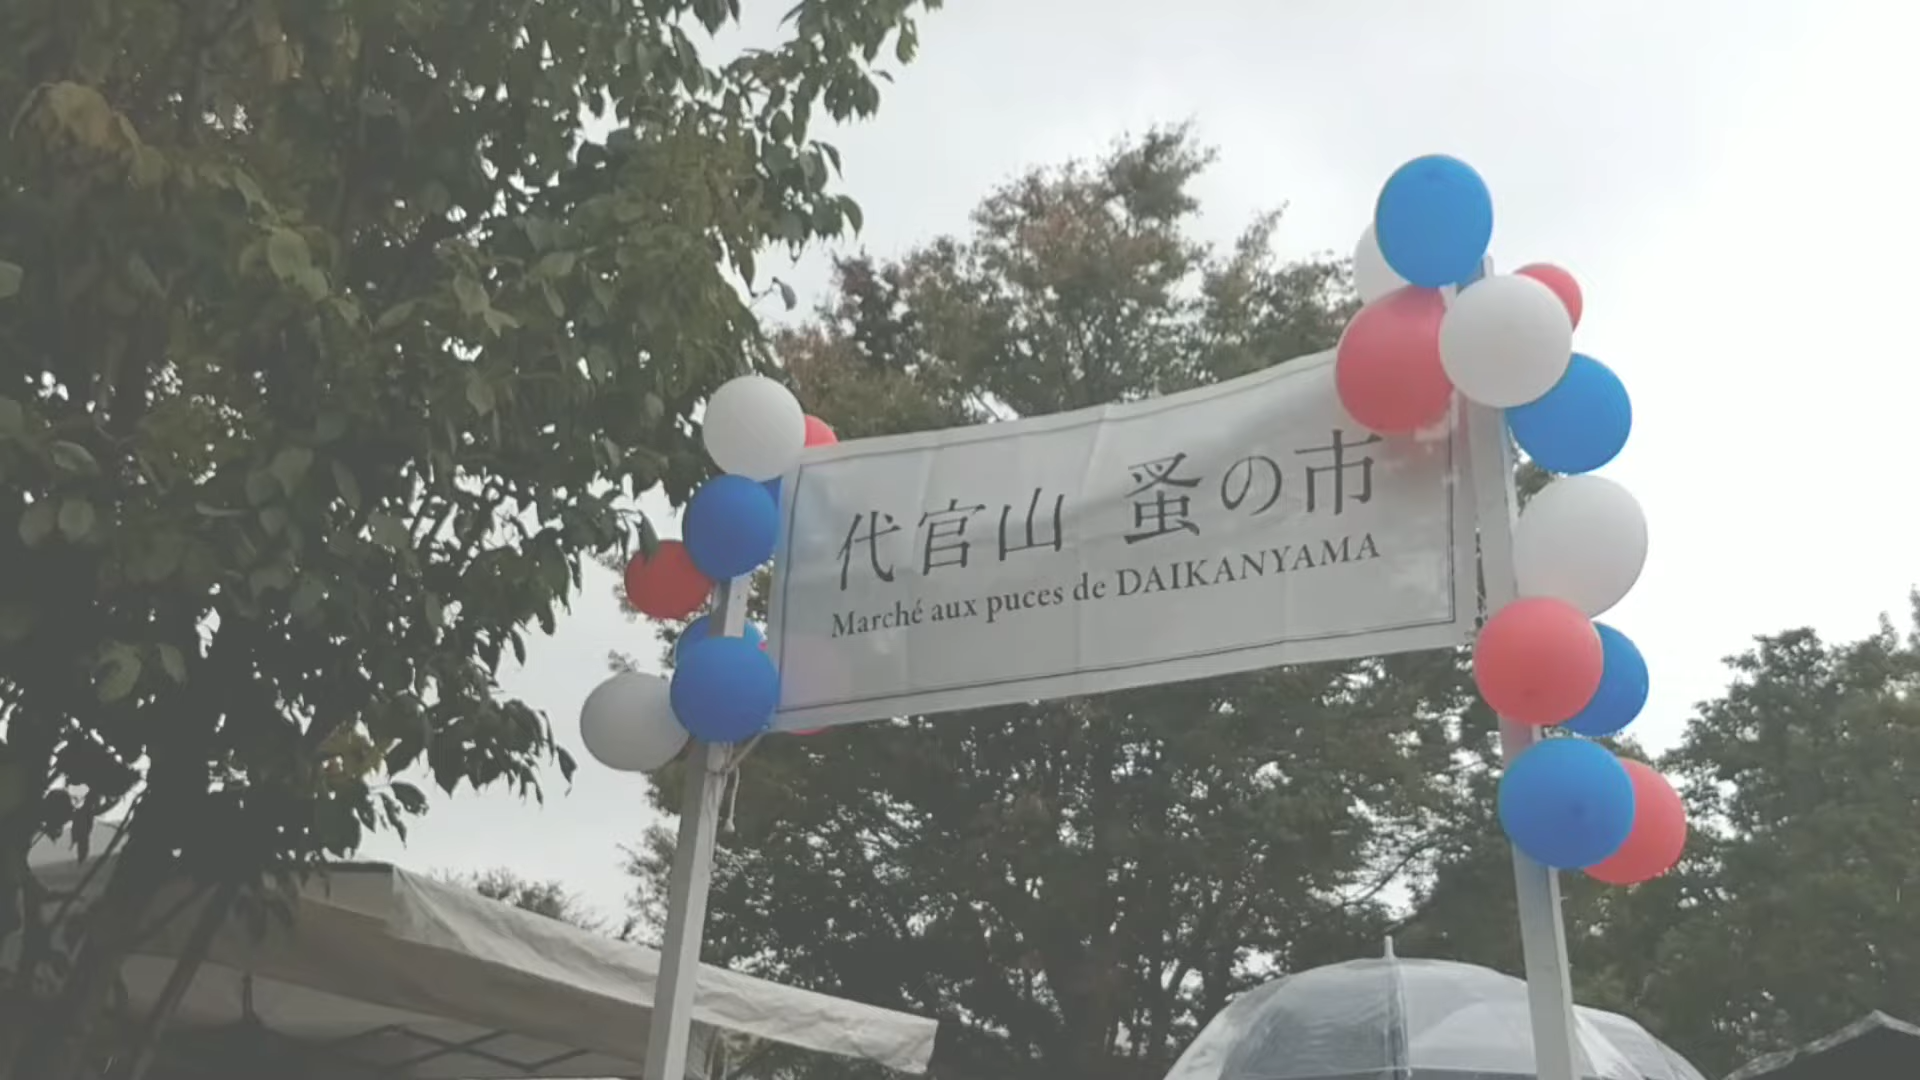 代官山 蚤の市
Marché aux puces de DAIKANYAMA